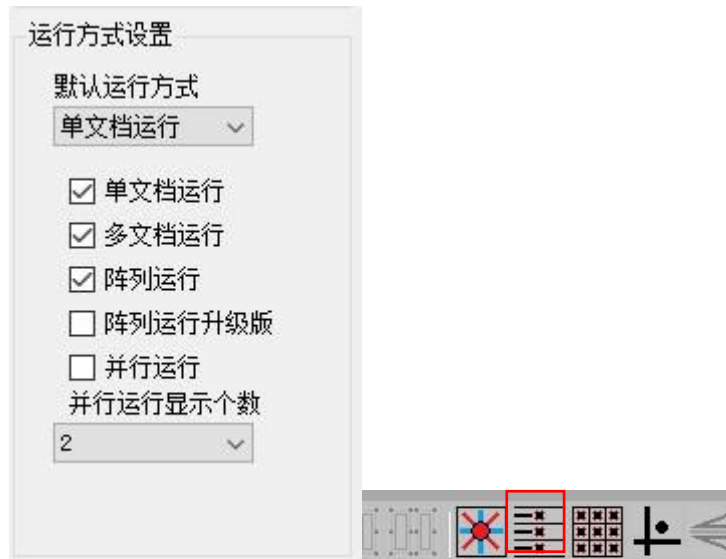 运行方式设置
默认运行方式
单文档运行
单文档运行
多文档运行
阵列运行
阵列运行升级版
并行运行
并行运行显示个数
2